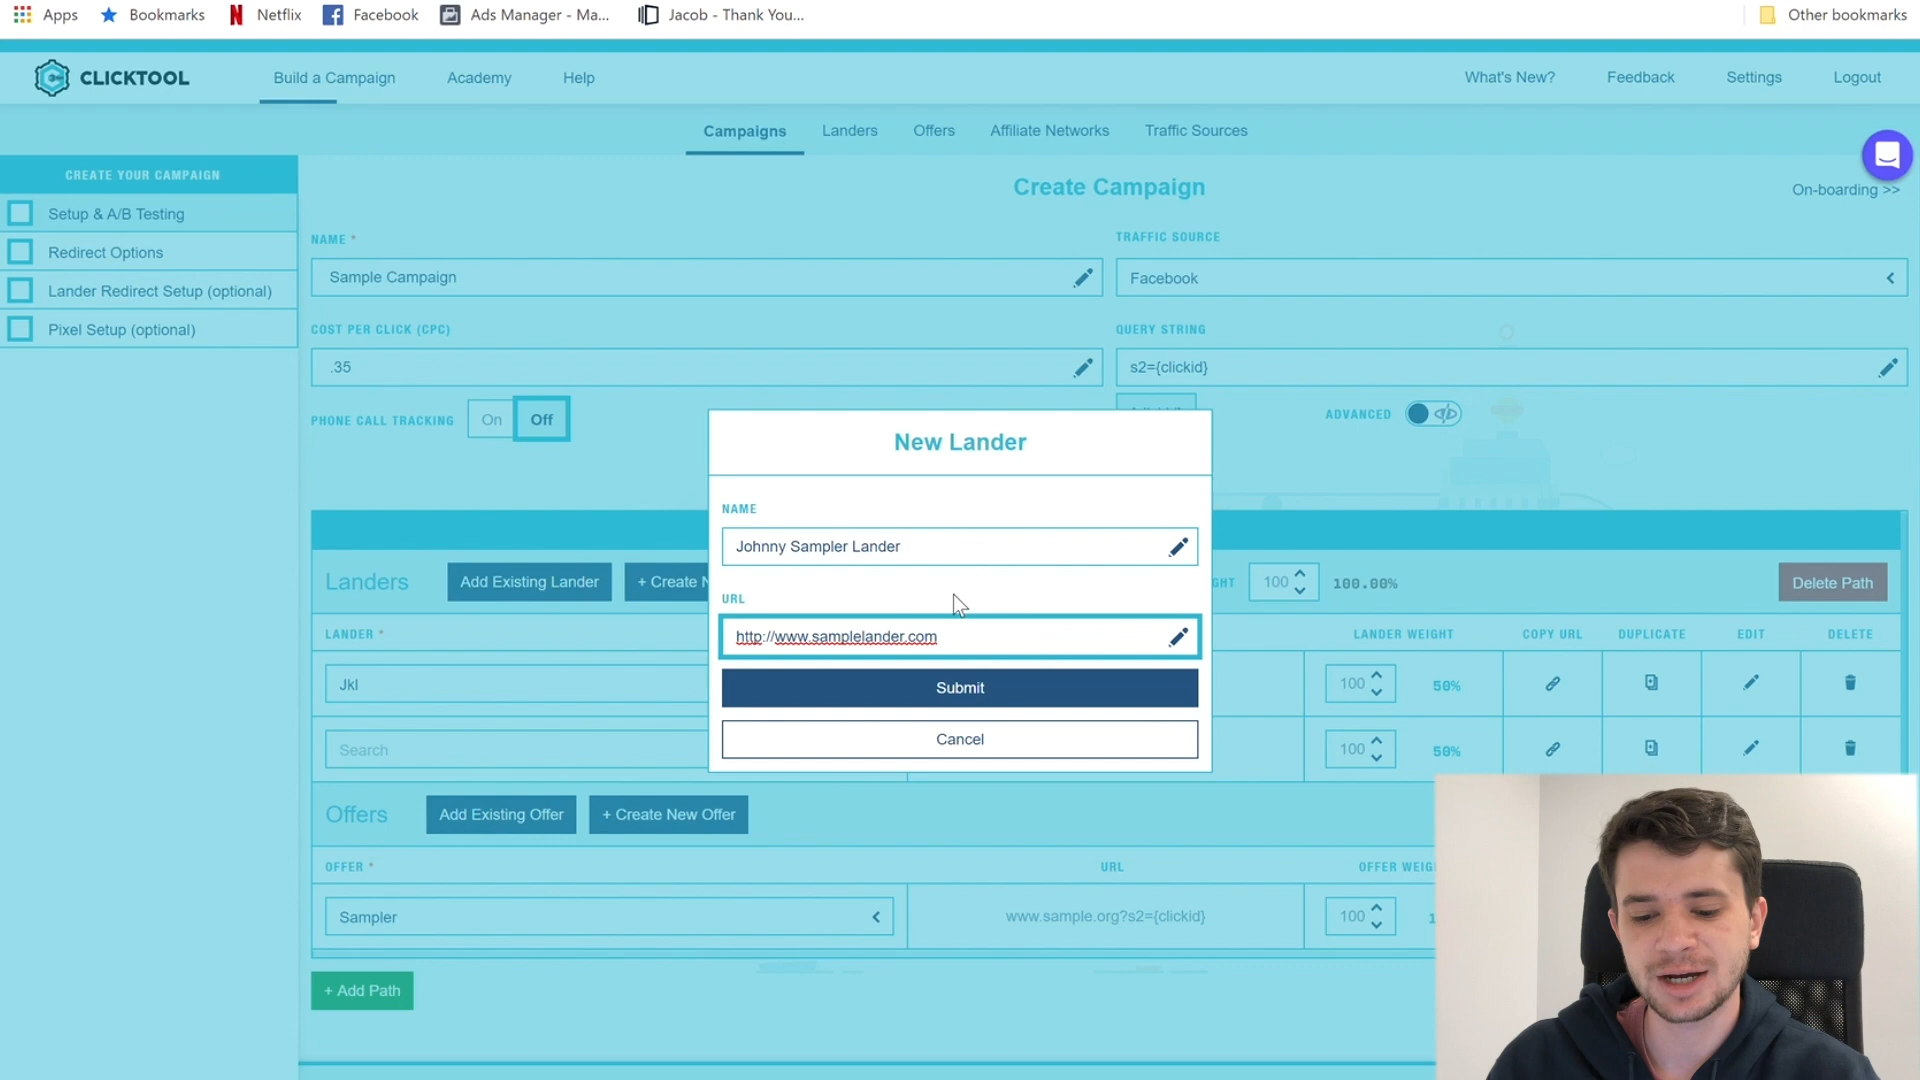 Apps Bookmarks Netflix Facebook Ads Manager - Ma... Jacob - Thank You... Other bookmarks
CLICKTOOL Build a Campaign Academy Help What's New? Feedback Settings Logout
Campaigns Landers Offers Affiliate Networks Traffic Sources
CREATE YOUR CAMPAIGN
Setup & A/B Testing
Redirect Options
Lander Redirect Setup (optional)
Pixel Setup (optional)
Create Campaign
On-boarding >>
NAME * TRAFFIC SOURCE
Sample Campaign Facebook
COST PER CLICK (CPC) QUERY STRING
.35 s2={clickid}
PHONE CALL TRACKING On Off ADVANCED
New Lander
NAME
Johnny Sampler Lander
URL
http://www.samplelander.com
Submit
Cancel
Landers Add Existing Lander + Create 100 100.00% Delete Path
LANDER * LANDER WEIGHT COPY URL DUPLICATE EDIT DELETE
Jkl 100 50%
Search 100 50%
Offers Add Existing Offer + Create New Offer
OFFER * URL OFFER
Sampler www.sample.org?s2={clickid} 100
+ Add Path